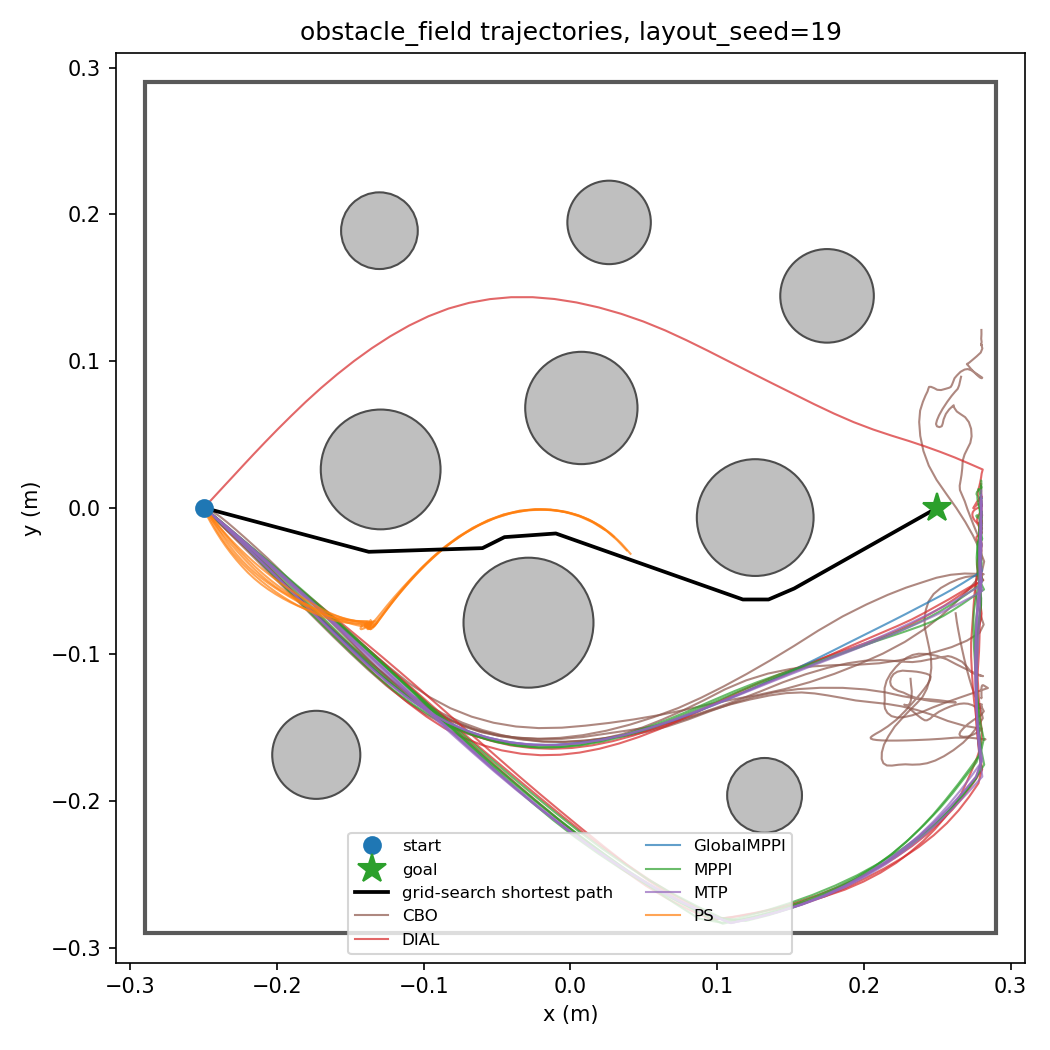 obstacle_field trajectories, layout_seed=19
0.3
0.2
0.1
0.0
−0.1
−0.2
−0.3
y (m)
start
goal
grid-search shortest path
CBO
DIAL
GlobalMPPI
MPPI
MTP
PS
−0.3 −0.2 −0.1 0.0 0.1 0.2 0.3
x (m)